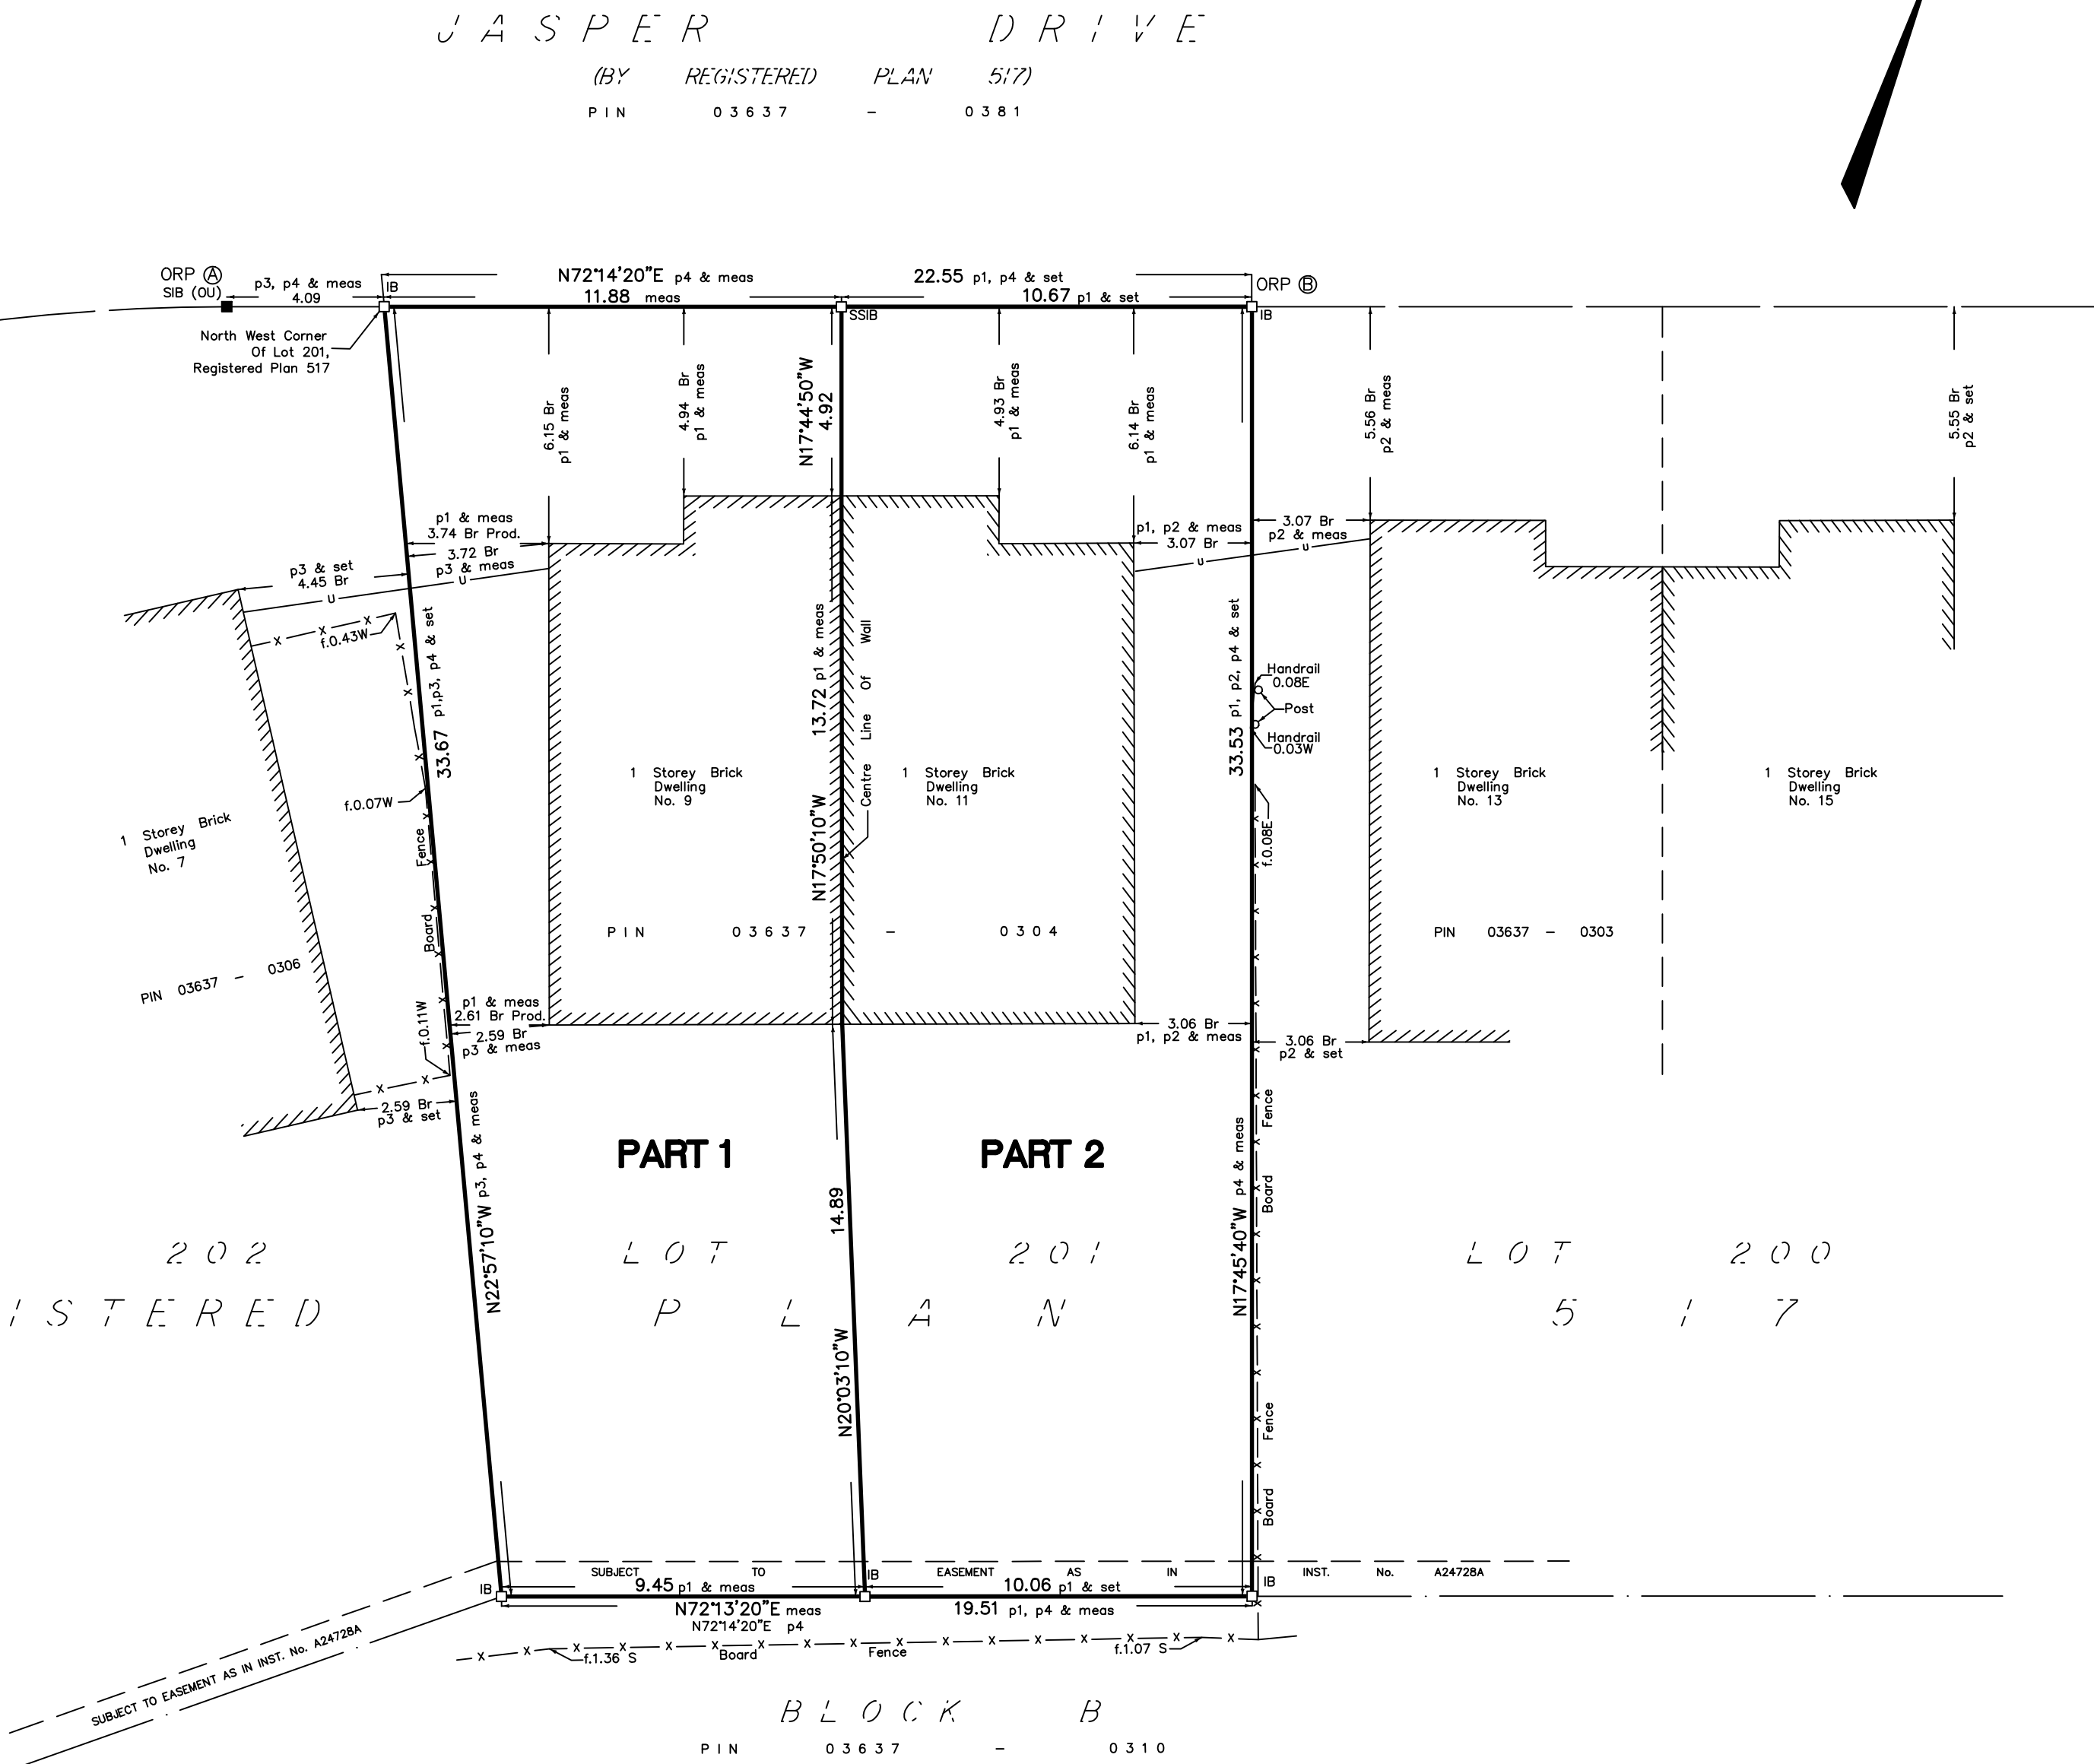 JASPER DRIVE
(BY REGISTERED PLAN 517)
PIN 03637 - 0381
ORP Ⓐ
SIB (OU)
p3, p4 & meas
4.09
IB
N72°14'20"E p4 & meas
22.55 p1, p4 & set
ORP Ⓑ
11.88 meas
10.67 p1 & set
SSIB
IB
North West Corner
Of Lot 201,
Registered Plan 517
6.15 Br
p1 & meas
4.94 Br
p1 & meas
N17°44'50"W
4.92
4.93 Br
p1 & meas
6.14 Br
p1 & meas
5.56 Br
p2 & meas
5.55 Br
p2 & set
p1 & meas
3.74 Br Prod.
3.72 Br
p3 & meas
p3 & set
4.45 Br
U
U
p1, p2 & meas
3.07 Br
3.07 Br
p2 & meas
U
U
f.0.43W
33.67 p1,p3, p4 & set
13.72 p1 & meas
N17°50'10"W
Centre Line Of Wall
33.53 p1, p2, p4 & set
Handrail
0.08E
Post
Handrail
0.03W
f.0.07W
f.0.08E
1 Storey Brick
Dwelling
No. 7
1 Storey Brick
Dwelling
No. 9
1 Storey Brick
Dwelling
No. 11
1 Storey Brick
Dwelling
No. 13
1 Storey Brick
Dwelling
No. 15
Board Fence
PIN 03637 - 0306
PIN 03637 - 0304
PIN 03637 - 0303
f.0.11W
p1 & meas
2.61 Br Prod.
2.59 Br
p3 & meas
3.06 Br
p1, p2 & meas
3.06 Br
p2 & set
2.59 Br
p3 & set
N22°57'10"W p3, p4 & meas
PART 1
PART 2
14.89
N20°03'10"W
N17°45'40"W p4 & meas
Board Fence
Board Fence
202
LOT 201
LOT 200
ISTERED PLAN 517
SUBJECT TO EASEMENT AS IN INST. No. A24728A
IB
9.45 p1 & meas
IB
10.06 p1 & set
IB
N72°13'20"E meas
19.51 p1, p4 & meas
N72°14'20"E p4
f.1.36 S
Board Fence
f.1.07 S
SUBJECT TO EASEMENT AS IN INST. No. A24728A
BLOCK B
PIN 03637 - 0310